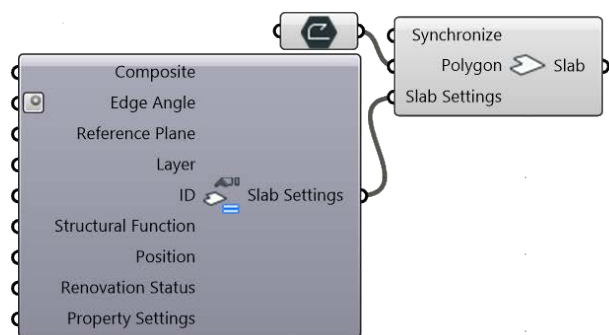 Synchronize
Polygon
Slab
Slab Settings
Composite
Edge Angle
Reference Plane
Layer
ID
Slab Settings
Structural Function
Position
Renovation Status
Property Settings